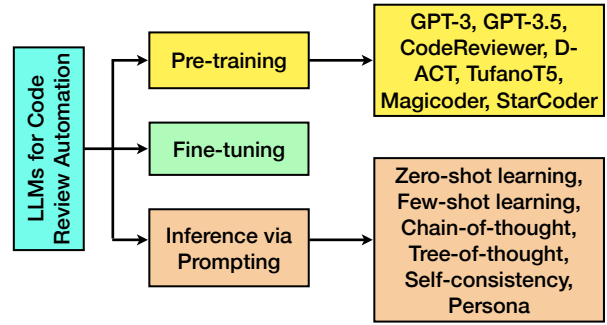 LLMs for Code
Review Automation
Pre-training
GPT-3, GPT-3.5,
CodeReviewer, D-
ACT, TufanoT5,
Magicoder, StarCoder
Fine-tuning
Inference via
Prompting
Zero-shot learning,
Few-shot learning,
Chain-of-thought,
Tree-of-thought,
Self-consistency,
Persona